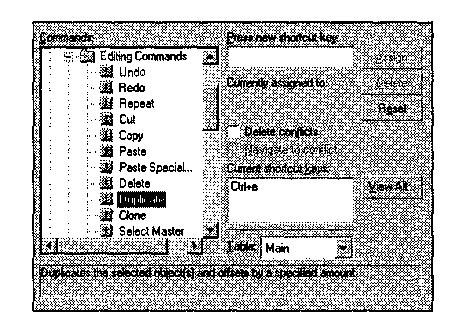 Commands:
Editing Commands
Undo
Redo
Repeat
Cut
Copy
Paste
Paste Special...
Delete
Duplicate
Clone
Select Master
Press new shortcut key:
Currently assigned to:
Delete conflicts
Navigate to conflict
Current shortcut keys:
Ctrl+e
Table: Main
Assign
Delete
Reset
View All...
Duplicates the selected object(s) and offsets by a specified amount